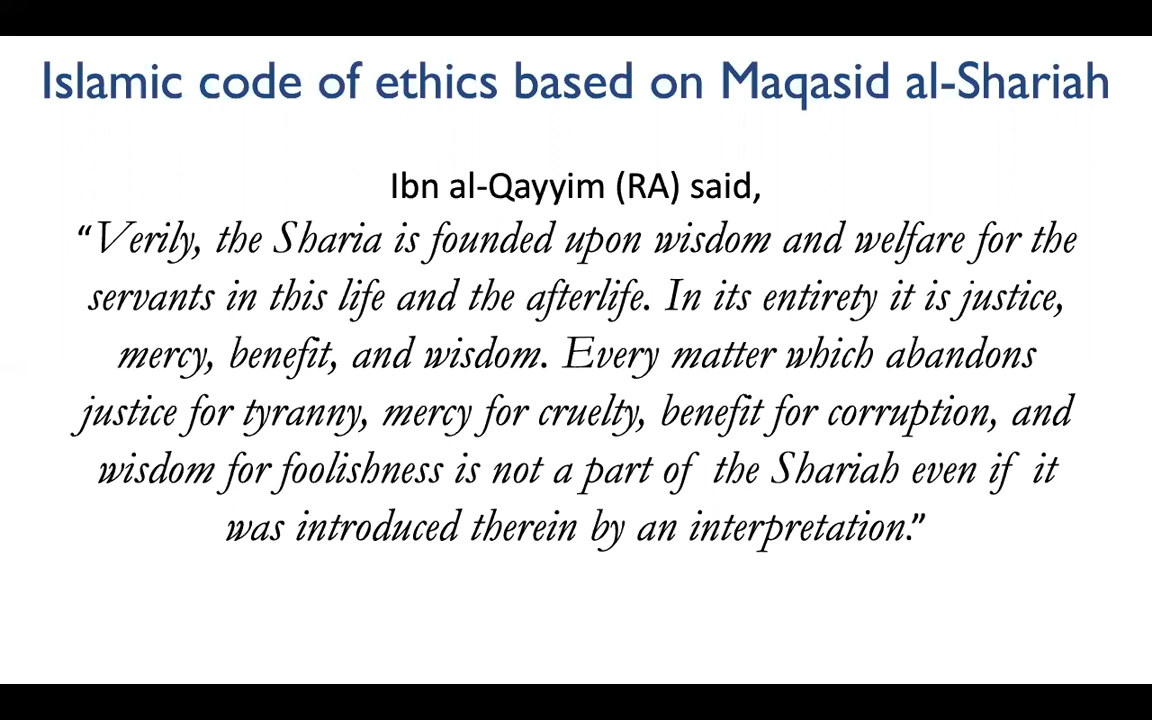 Islamic code of ethics based on Maqasid al-Shariah
Ibn al-Qayyim (RA) said,
“Verily, the Sharia is founded upon wisdom and welfare for the
servants in this life and the afterlife. In its entirety it is justice,
mercy, benefit, and wisdom. Every matter which abandons
justice for tyranny, mercy for cruelty, benefit for corruption, and
wisdom for foolishness is not a part of the Shariah even if it
was introduced therein by an interpretation.”